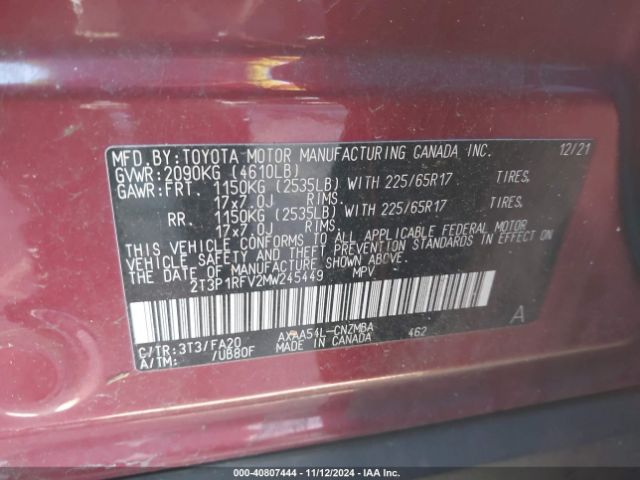 MFD.BY:TOYOTA MOTOR MANUFACTURING CANADA INC. 12/21
GVWR:2090KG (4610LB)
GAWR:FRT. 1150KG (2535LB) WITH 225/65R17 TIRES,
17x7.0J RIMS.
RR. 1150KG (2535LB) WITH 225/65R17 TIRES,
17x7.0J RIMS.
THIS VEHICLE CONFORMS TO ALL APPLICABLE FEDERAL MOTOR
VEHICLE SAFETY AND THEFT PREVENTION STANDARDS IN EFFECT ON
THE DATE OF MANUFACTURE SHOWN ABOVE.
2T3P1RFV2MW245449 MPV
C/TR:3T3/FA20 AXAA54L-CNZMBA 462 A
A/TM: /UB80F MADE IN CANADA
000-40807444 - 11/12/2024 - IAA Inc.